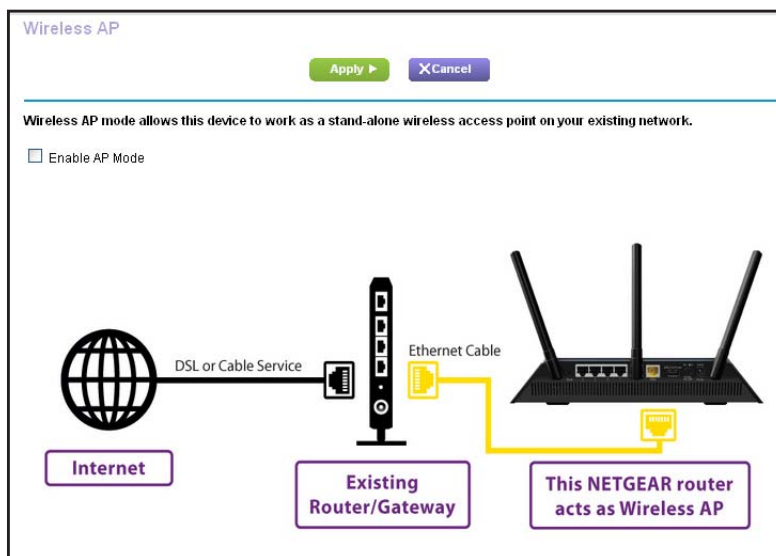 Wireless AP
Apply ▶
XCancel
Wireless AP mode allows this device to work as a stand-alone wireless access point on your existing network.
Enable AP Mode
DSL or Cable Service
Ethernet Cable
Internet
Existing
Router/Gateway
This NETGEAR router
acts as Wireless AP